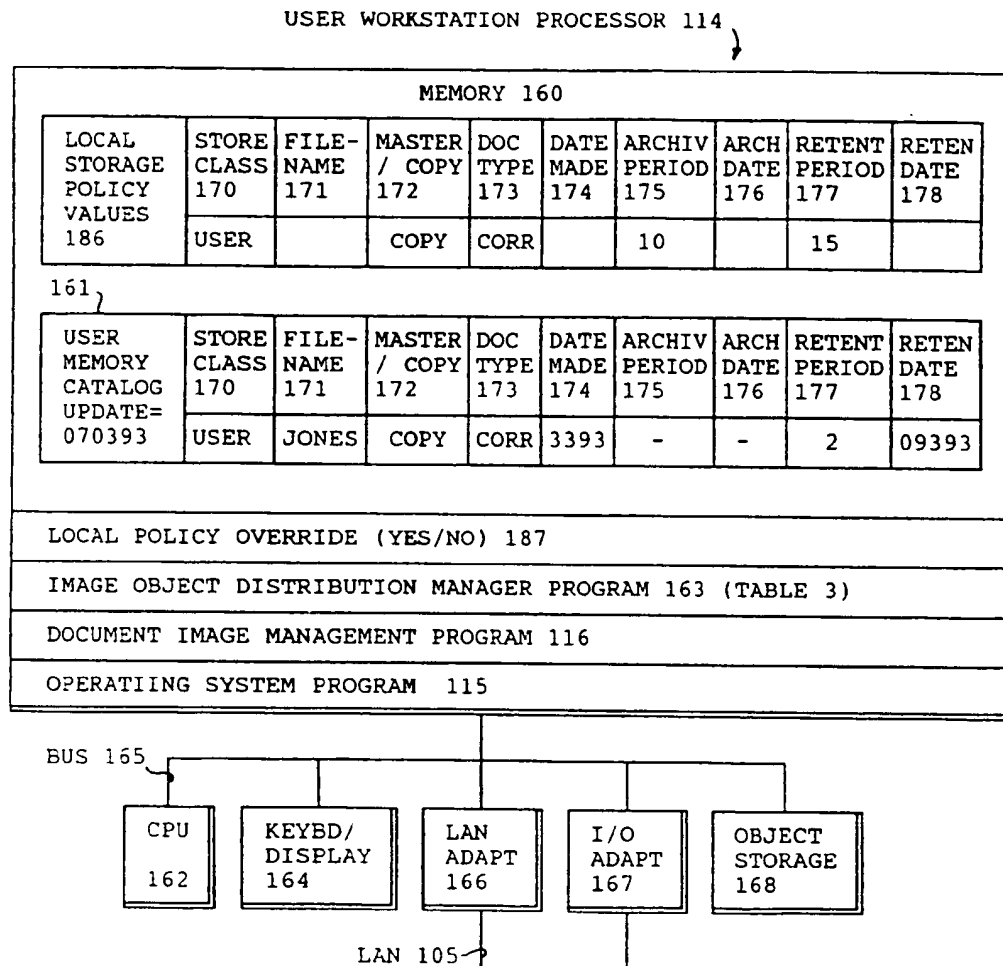 USER WORKSTATION PROCESSOR 114
MEMORY 160
LOCAL STORAGE POLICY VALUES 186
STORE CLASS 170
FILE- NAME 171
MASTER / COPY 172
DOC TYPE 173
DATE MADE 174
ARCHIV PERIOD 175
ARCH DATE 176
RETENT PERIOD 177
RETEN DATE 178
USER COPY CORR 10 15
161
USER MEMORY CATALOG UPDATE= 070393
STORE CLASS 170
FILE- NAME 171
MASTER / COPY 172
DOC TYPE 173
DATE MADE 174
ARCHIV PERIOD 175
ARCH DATE 176
RETENT PERIOD 177
RETEN DATE 178
USER JONES COPY CORR 3393 - - 2 09393
LOCAL POLICY OVERRIDE (YES/NO) 187
IMAGE OBJECT DISTRIBUTION MANAGER PROGRAM 163 (TABLE 3)
DOCUMENT IMAGE MANAGEMENT PROGRAM 116
OPERATIING SYSTEM PROGRAM 115
BUS 165
CPU 162
KEYBD/ DISPLAY 164
LAN ADAPT 166
I/O ADAPT 167
OBJECT STORAGE 168
LAN 105